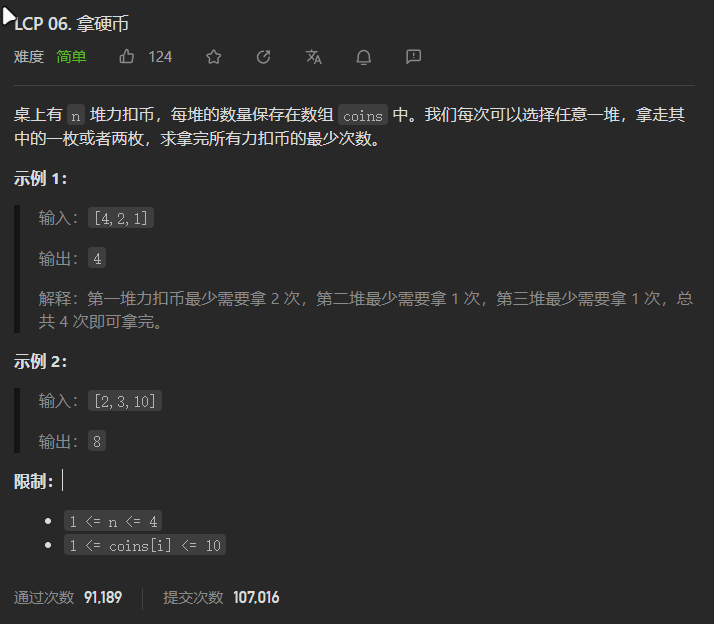 LCP 06. 拿硬币
难度 简单 124
桌上有 n 堆力扣币，每堆的数量保存在数组 coins 中。我们每次可以选择任意一堆，拿走其
中的一枚或者两枚，求拿完所有力扣币的最少次数。
示例 1：
输入：[4,2,1]
输出：4
解释：第一堆力扣币最少需要拿 2 次，第二堆最少需要拿 1 次，第三堆最少需要拿 1 次，总
共 4 次即可拿完。
示例 2：
输入：[2,3,10]
输出：8
限制：
1 <= n <= 4
1 <= coins[i] <= 10
通过次数 91,189 提交次数 107,016